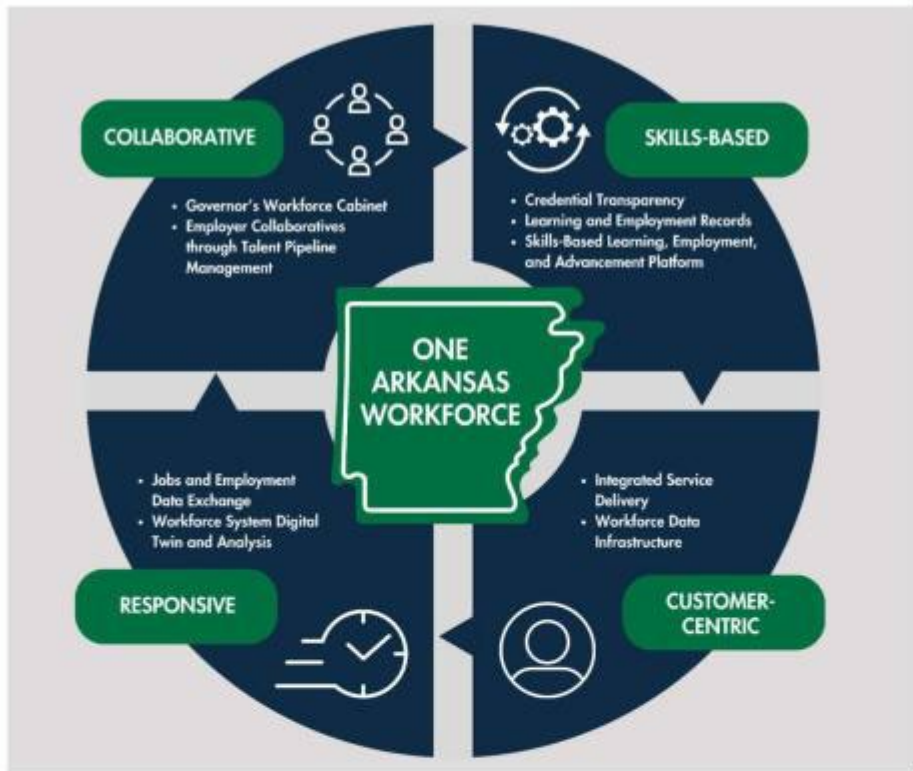 COLLABORATIVE
• Governor's Workforce Cabinet
• Employer Collaboratives
through Talent Pipeline
Management
SKILLS-BASED
• Credential Transparency
• Learning and Employment Records
• Skills-Based Learning, Employment,
and Advancement Platform
ONE
ARKANSAS
WORKFORCE
• Jobs and Employment
Data Exchange
• Workforce System Digital
Twin and Analysis
RESPONSIVE
• Integrated Service
Delivery
• Workforce Data
Infrastructure
CUSTOMER-
CENTRIC